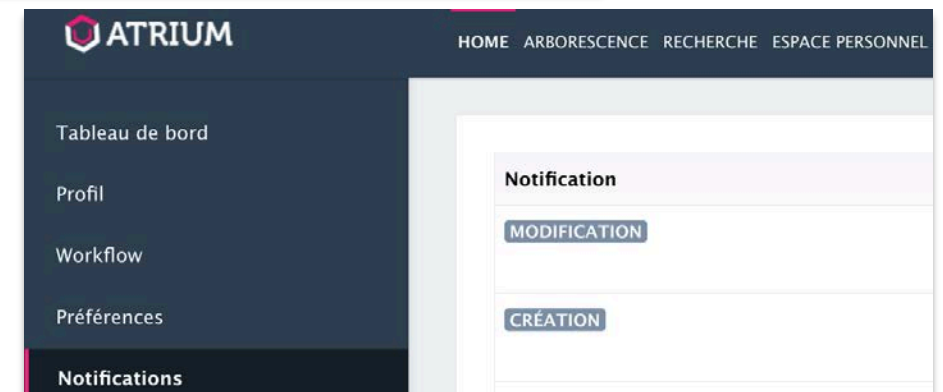 ATRIUM
HOME ARBORESCENCE RECHERCHE ESPACE PERSONNEL
Tableau de bord
Profil
Workflow
Préférences
Notifications
Notification
MODIFICATION
CRÉATION